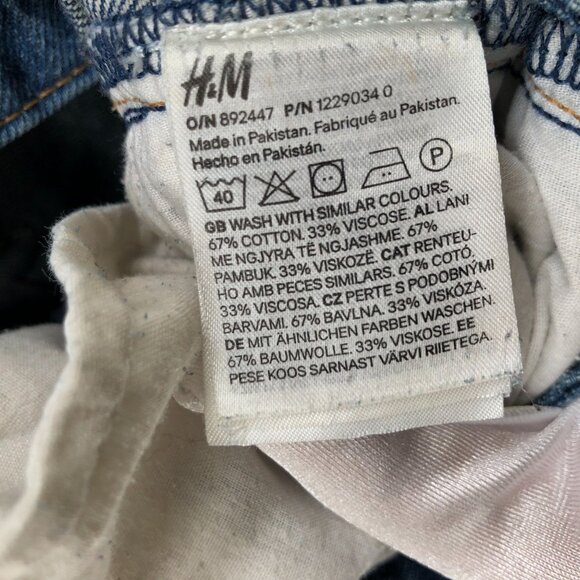 H&M
O/N 892447 P/N 1229034 0
Made in Pakistan. Fabriqué au Pakistan.
Hecho en Pakistán.
40 P
GB WASH WITH SIMILAR COLOURS.
67% COTTON. 33% VISCOSE. AL LANI
ME NGJYRA TË NGJASHME. 67%
PAMBUK. 33% VISKOZË. CAT RENTEU-
HO AMB PECES SIMILARS. 67% COTÓ.
33% VISCOSA. CZ PERTE S PODOBNÝMI
BARVAMI. 67% BAVLNA. 33% VISKÓZA.
DE MIT ÄHNLICHEN FARBEN WASCHEN.
67% BAUMWOLLE. 33% VISKOSE. EE
PESE KOOS SARNAST VÄRVI RIIETEGA.